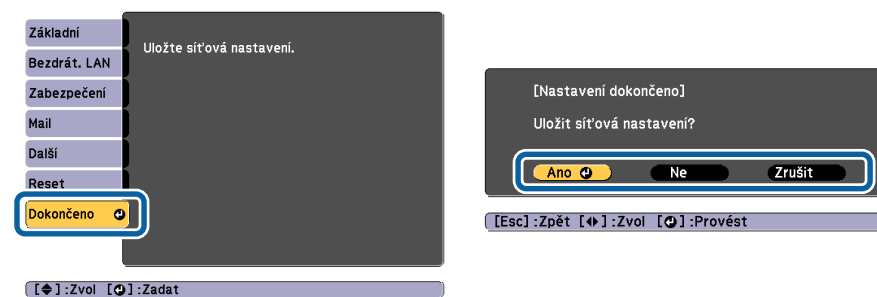 Základní
Bezdrát. LAN
Zabezpečení
Mail
Další
Reset
Dokončeno
Uložte síťová nastavení.
[ ]:Zvol [ ]:Zadat
[Nastavení dokončeno]
Uložit síťová nastavení?
Ano Ne Zrušit
[Esc]:Zpět [ ]:Zvol [ ]:Provést